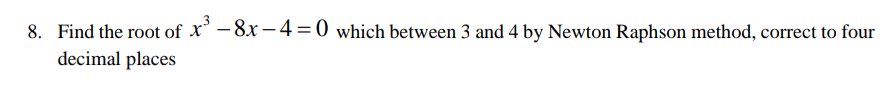 8. Find the root of x³ – 8x – 4 = 0 which between 3 and 4 by Newton Raphson method, correct to four
decimal places